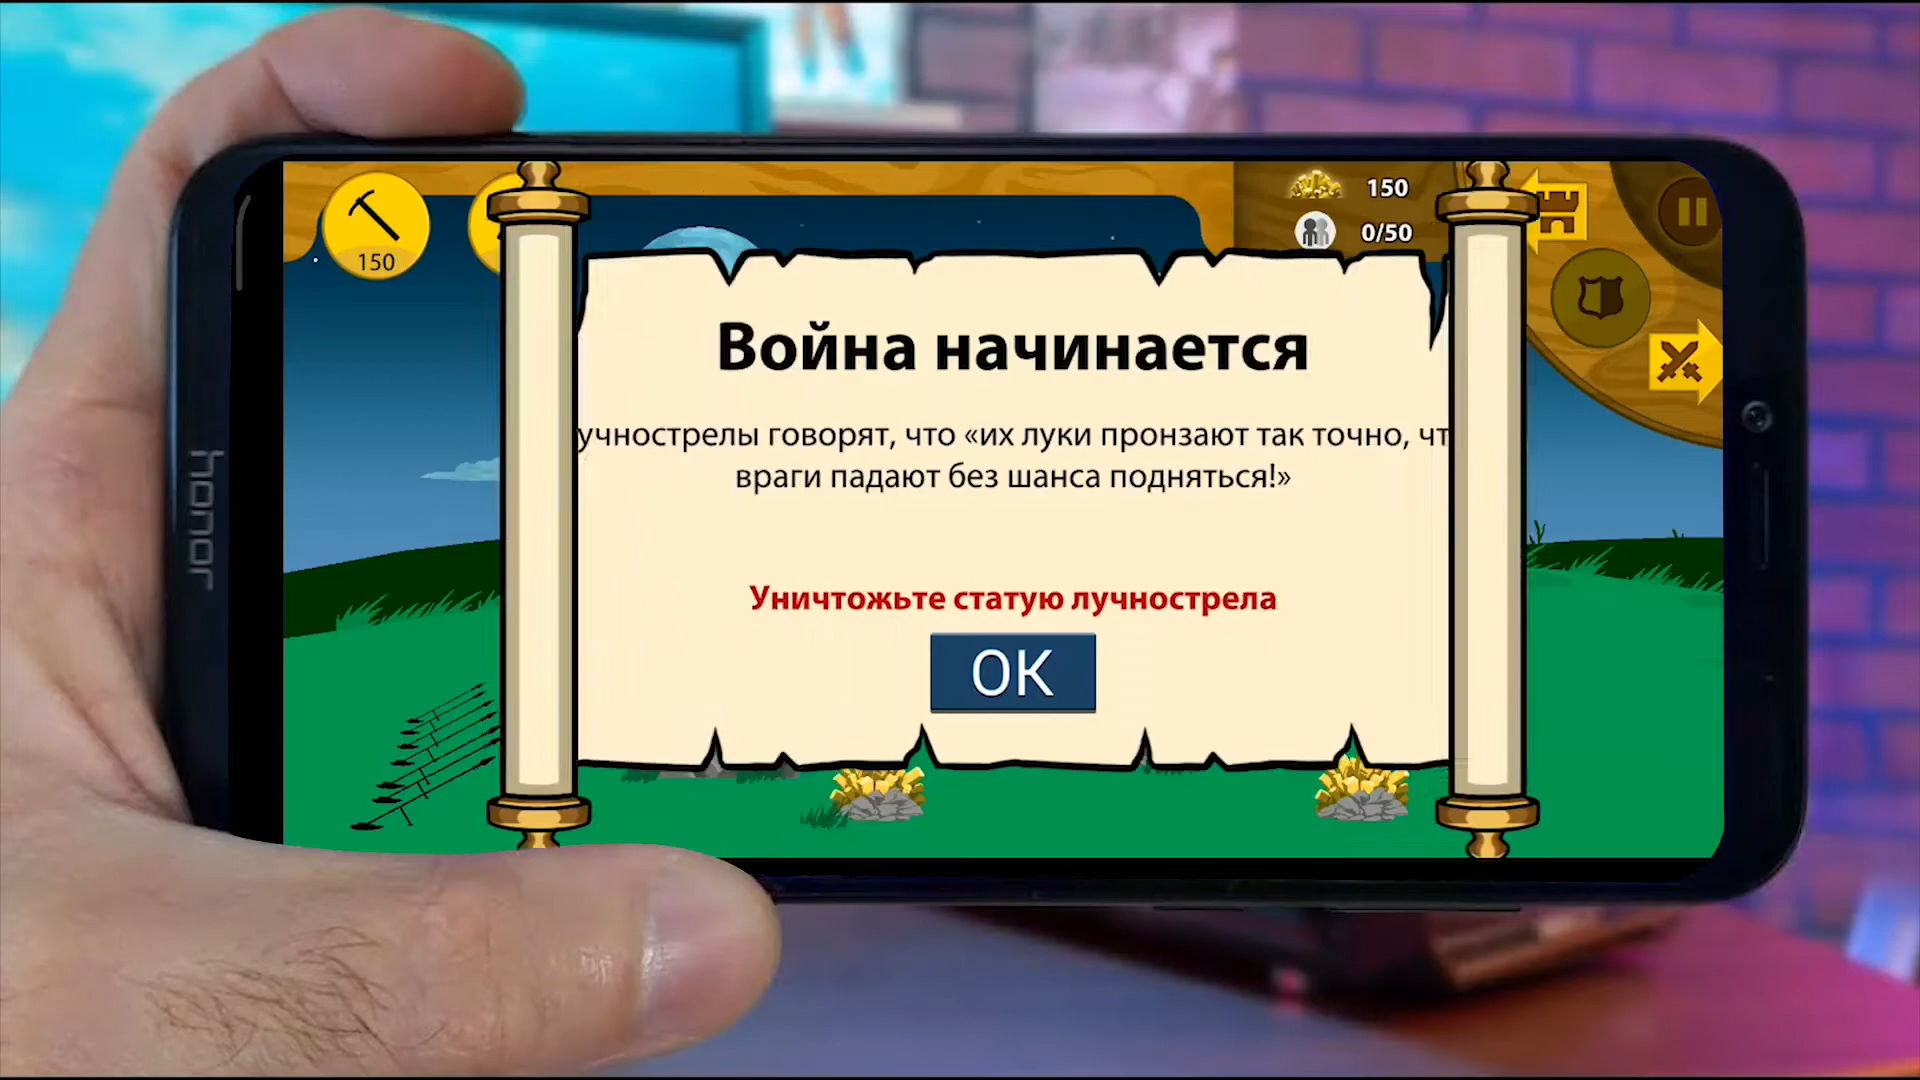 150
150
0/50
Война начинается
учнострелы говорят, что «их луки пронзают так точно, чт
враги падают без шанса подняться!»
Уничтожьте статую лучнострела
OK
honor